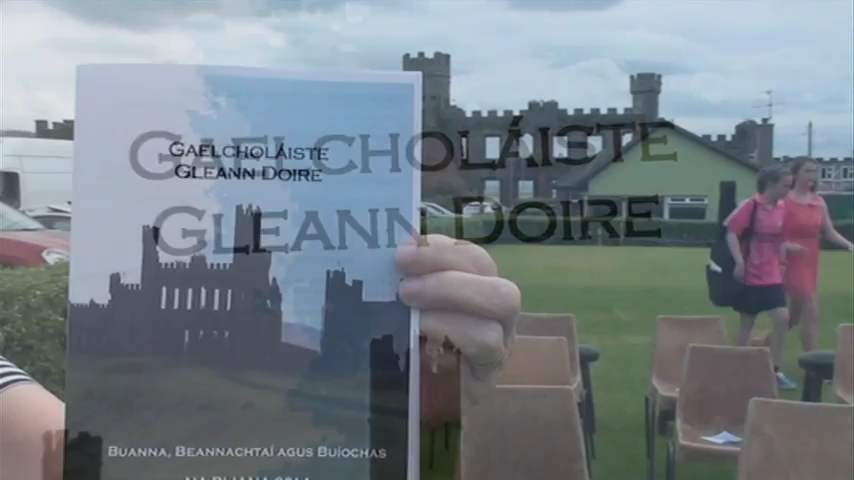 GAELCHOLÁISTE
GLEANN DOIRE
GAELCHOLÁISTE
GLEANN DOIRE
BUANNA, BEANNACHTAÍ AGUS BUÍOCHAS